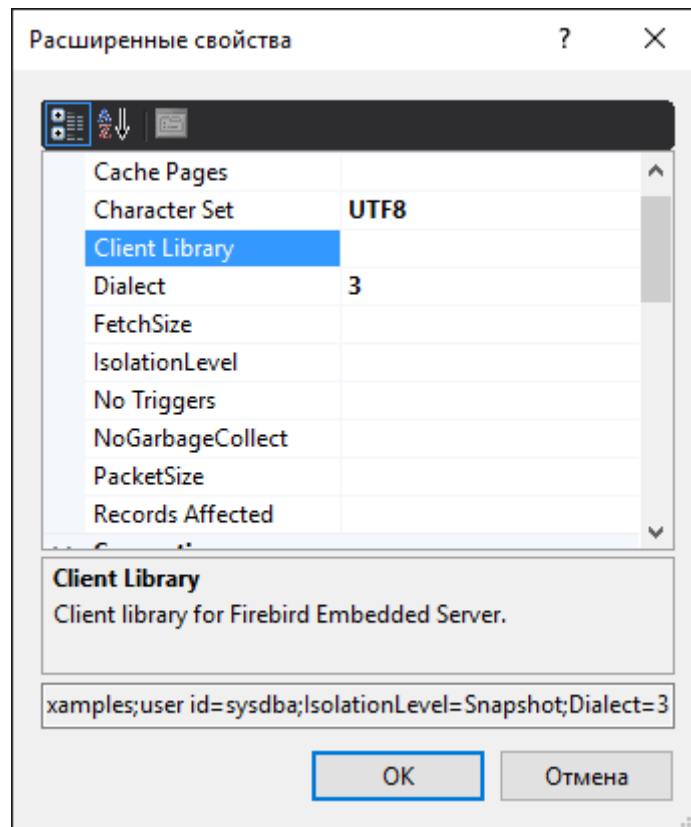 Расширенные свойства
Cache Pages
Character Set UTF8
Client Library
Dialect 3
FetchSize
IsolationLevel
No Triggers
NoGarbageCollect
PacketSize
Records Affected
Client Library
Client library for Firebird Embedded Server.
xamples;user id=sysdba;IsolationLevel=Snapshot;Dialect=3
OK
Отмена